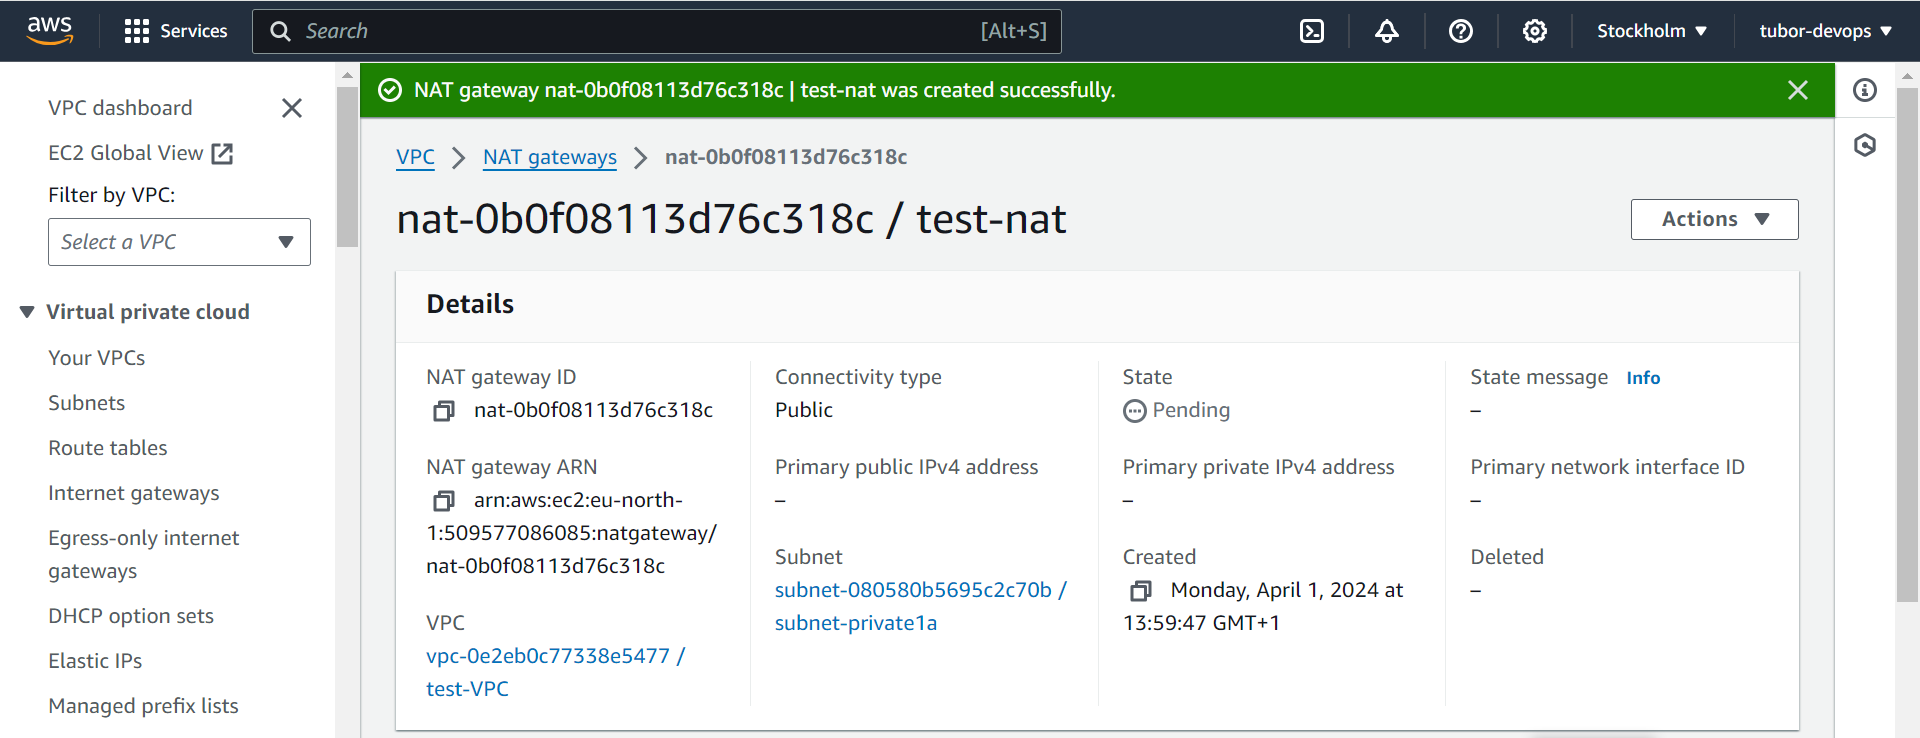 aws
Services
Search
[Alt+S]
Stockholm
tubor-devops
VPC dashboard
EC2 Global View
Filter by VPC:
Select a VPC
Virtual private cloud
Your VPCs
Subnets
Route tables
Internet gateways
Egress-only internet
gateways
DHCP option sets
Elastic IPs
Managed prefix lists
NAT gateway nat-0b0f08113d76c318c | test-nat was created successfully.
VPC
NAT gateways
nat-0b0f08113d76c318c
nat-0b0f08113d76c318c / test-nat
Actions
Details
NAT gateway ID
nat-0b0f08113d76c318c
Connectivity type
Public
State
Pending
State message Info
–
NAT gateway ARN
arn:aws:ec2:eu-north-
1:509577086085:natgateway/
nat-0b0f08113d76c318c
Primary public IPv4 address
–
Primary private IPv4 address
–
Primary network interface ID
–
VPC
vpc-0e2eb0c77338e5477 /
test-VPC
Subnet
subnet-080580b5695c2c70b /
subnet-private1a
Created
Monday, April 1, 2024 at
13:59:47 GMT+1
Deleted
–